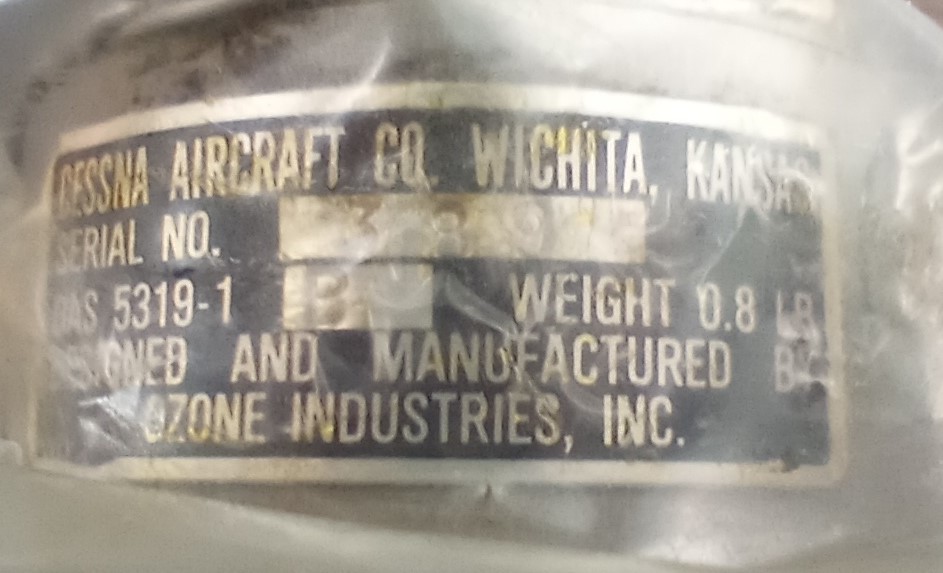 CESSNA AIRCRAFT CO. WICHITA, KANSAS
SERIAL NO.
OAS 5319-1 WEIGHT 0.8 LB
DESIGNED AND MANUFACTURED BY
OZONE INDUSTRIES, INC.